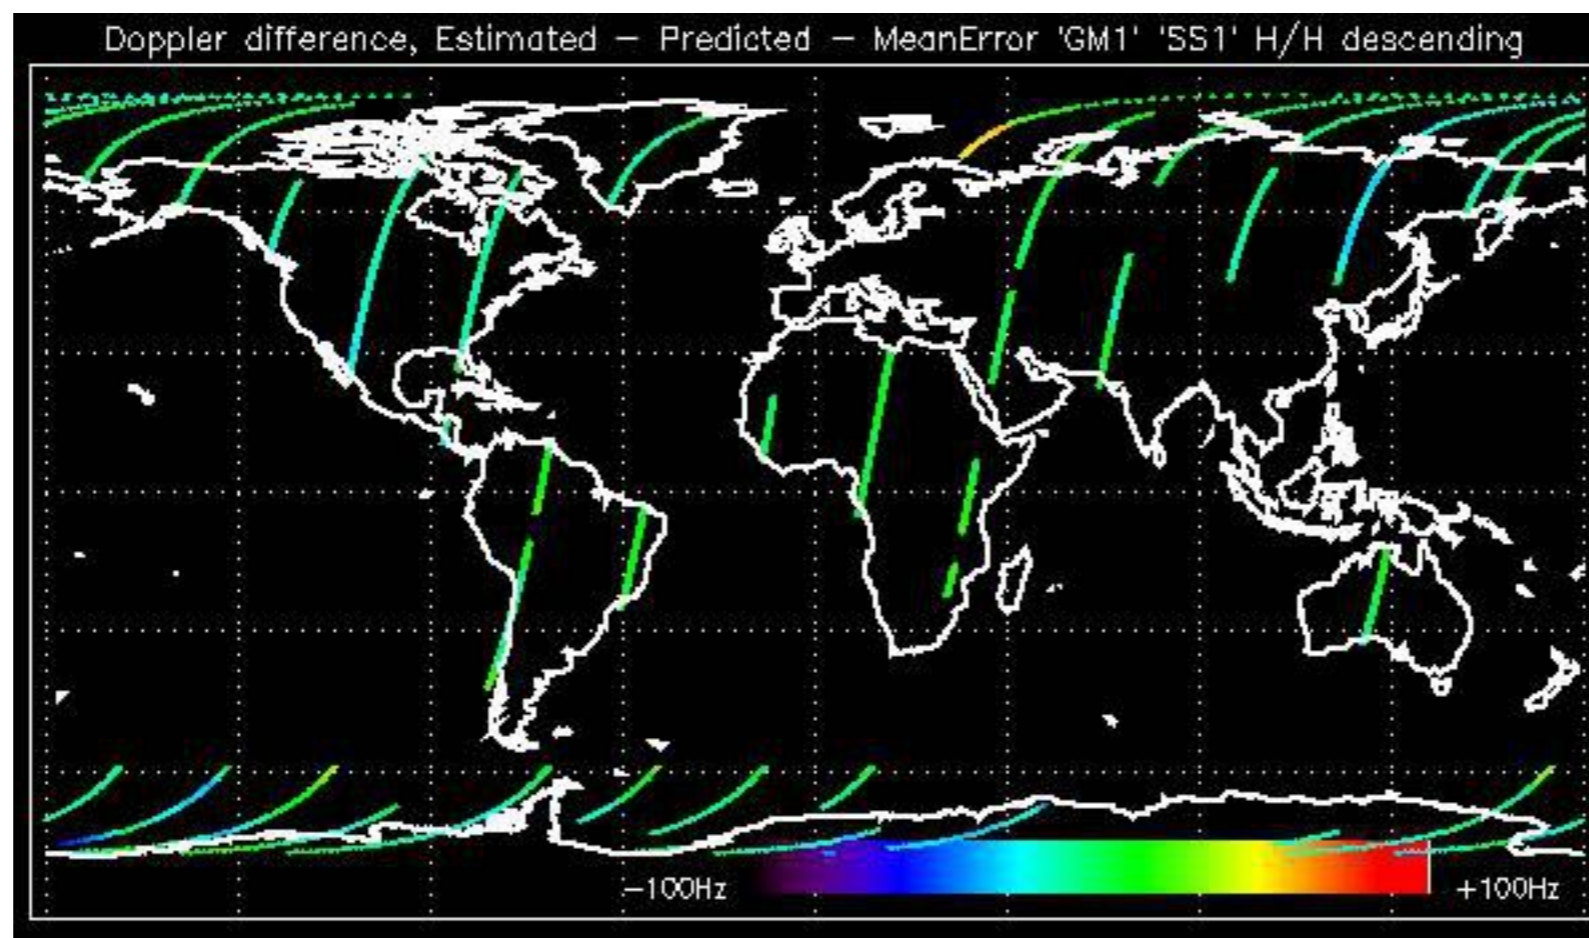 Doppler difference, Estimated – Predicted – MeanError 'GM1' 'SS1' H/H descending
–100Hz
+100Hz